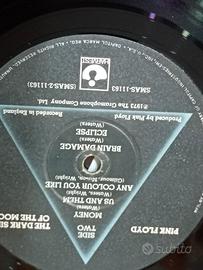 HARVEST
SMAS-11163
(SMAS-2-11163)
℗1973 The Gramophone Company Ltd.
Produced by Pink Floyd
Recorded in England
PINK FLOYD
THE DARK SI
OF THE MOO
SIDE
TWO
MONEY
(Waters)
US AND THEM
(Waters, Wright)
ANY COLOUR YOU LIKE
(Gilmour, Mason, Wright)
BRAIN DAMAGE
(Waters)
ECLIPSE
(Waters)
subito